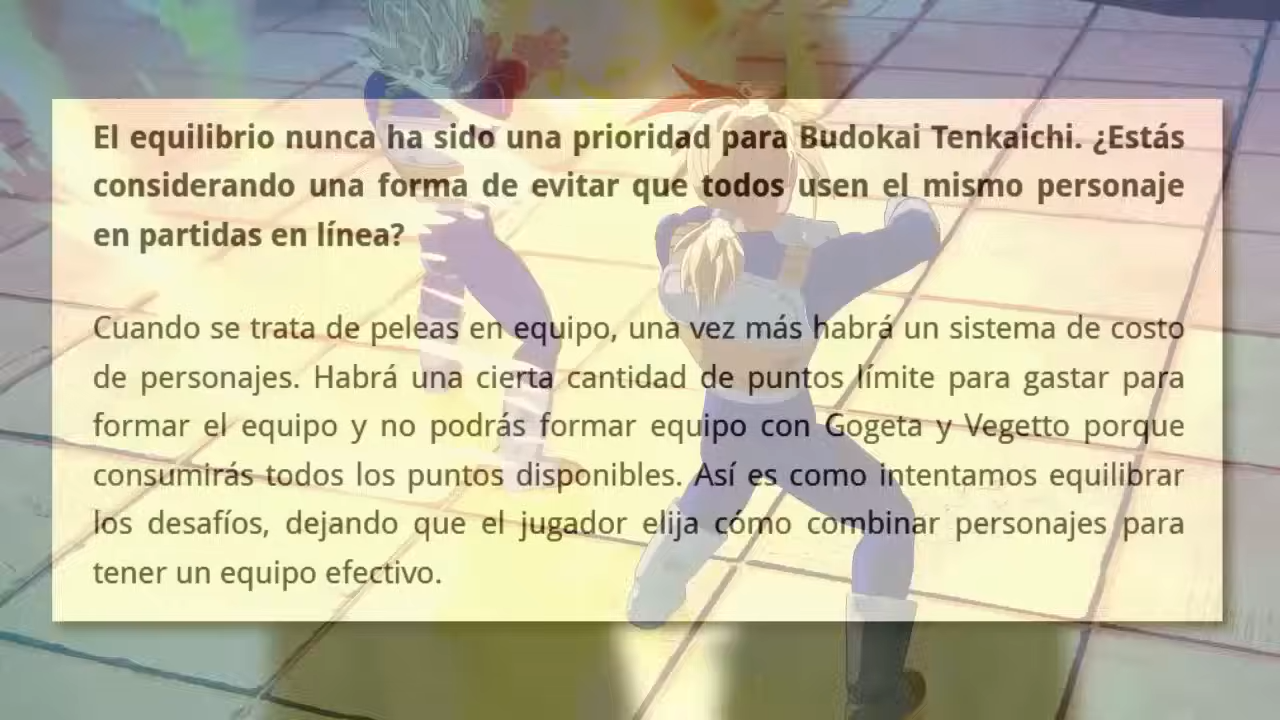 El equilibrio nunca ha sido una prioridad para Budokai Tenkaichi. ¿Estás
considerando una forma de evitar que todos usen el mismo personaje
en partidas en línea?
Cuando se trata de peleas en equipo, una vez más habrá un sistema de costo
de personajes. Habrá una cierta cantidad de puntos límite para gastar para
formar el equipo y no podrás formar equipo con Gogeta y Vegetto porque
consumirás todos los puntos disponibles. Así es como intentamos equilibrar
los desafíos, dejando que el jugador elija cómo combinar personajes para
tener un equipo efectivo.